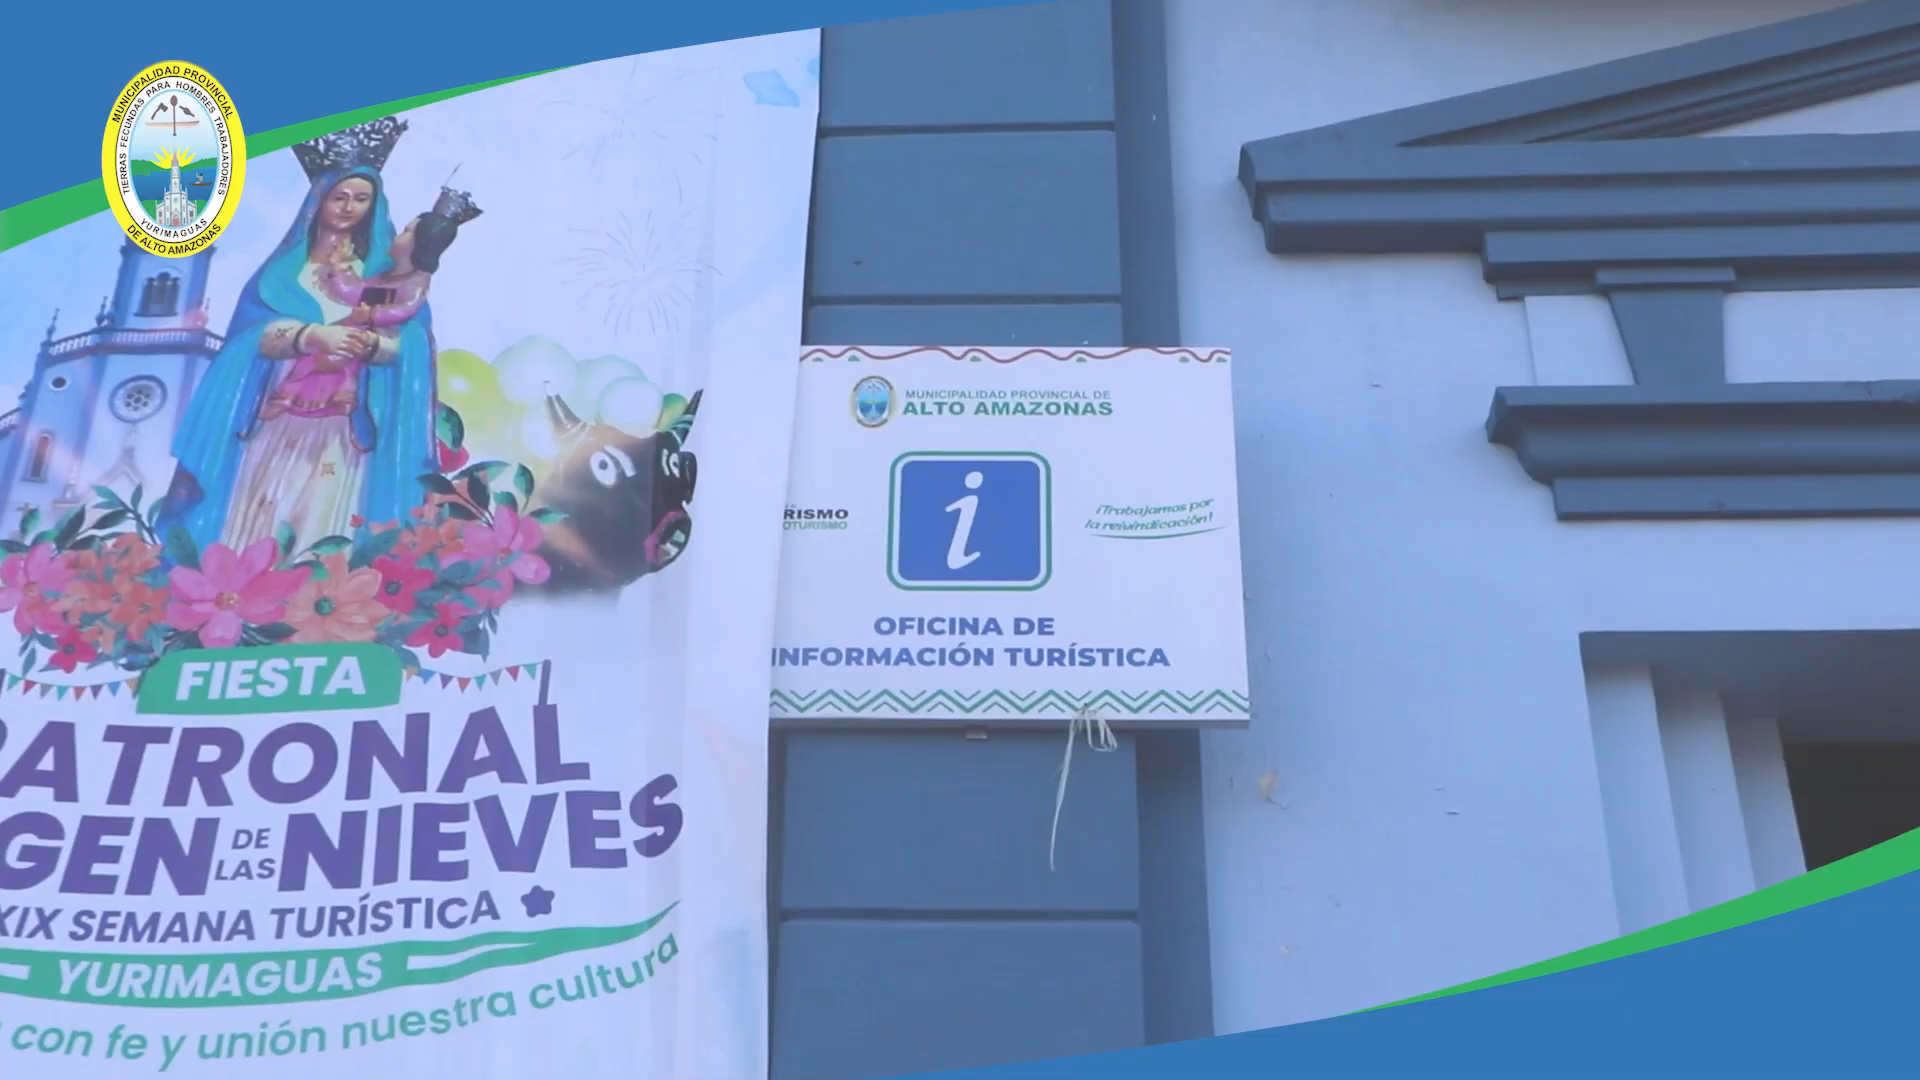 MUNICIPALIDAD PROVINCIAL
TIERRAS FECUNDAS PARA HOMBRES TRABAJADORES
YURIMAGUAS
DE ALTO AMAZONAS
FIESTA
ATRONAL
GEN DE LAS NIEVES
XIX SEMANA TURÍSTICA
YURIMAGUAS
con fe y unión nuestra cultura
MUNICIPALIDAD PROVINCIAL DE
ALTO AMAZONAS
RISMO
OTURISMO
¡Trabajamos por
la reivindicación!
i
OFICINA DE
INFORMACIÓN TURÍSTICA